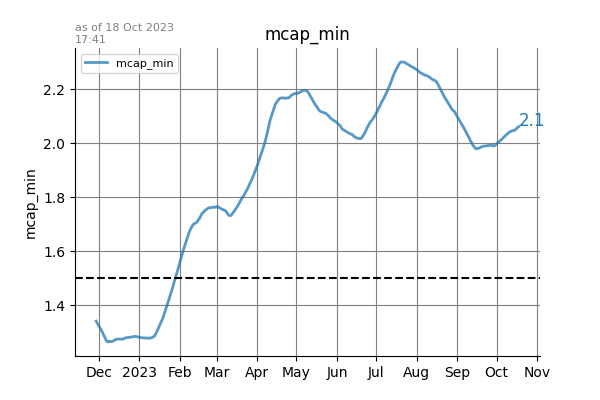 as of 18 Oct 2023
17:41
mcap_min
mcap_min
2.2
2.1
2.0
1.8
mcap_min
1.6
1.4
Dec 2023 Feb Mar Apr May Jun Jul Aug Sep Oct Nov